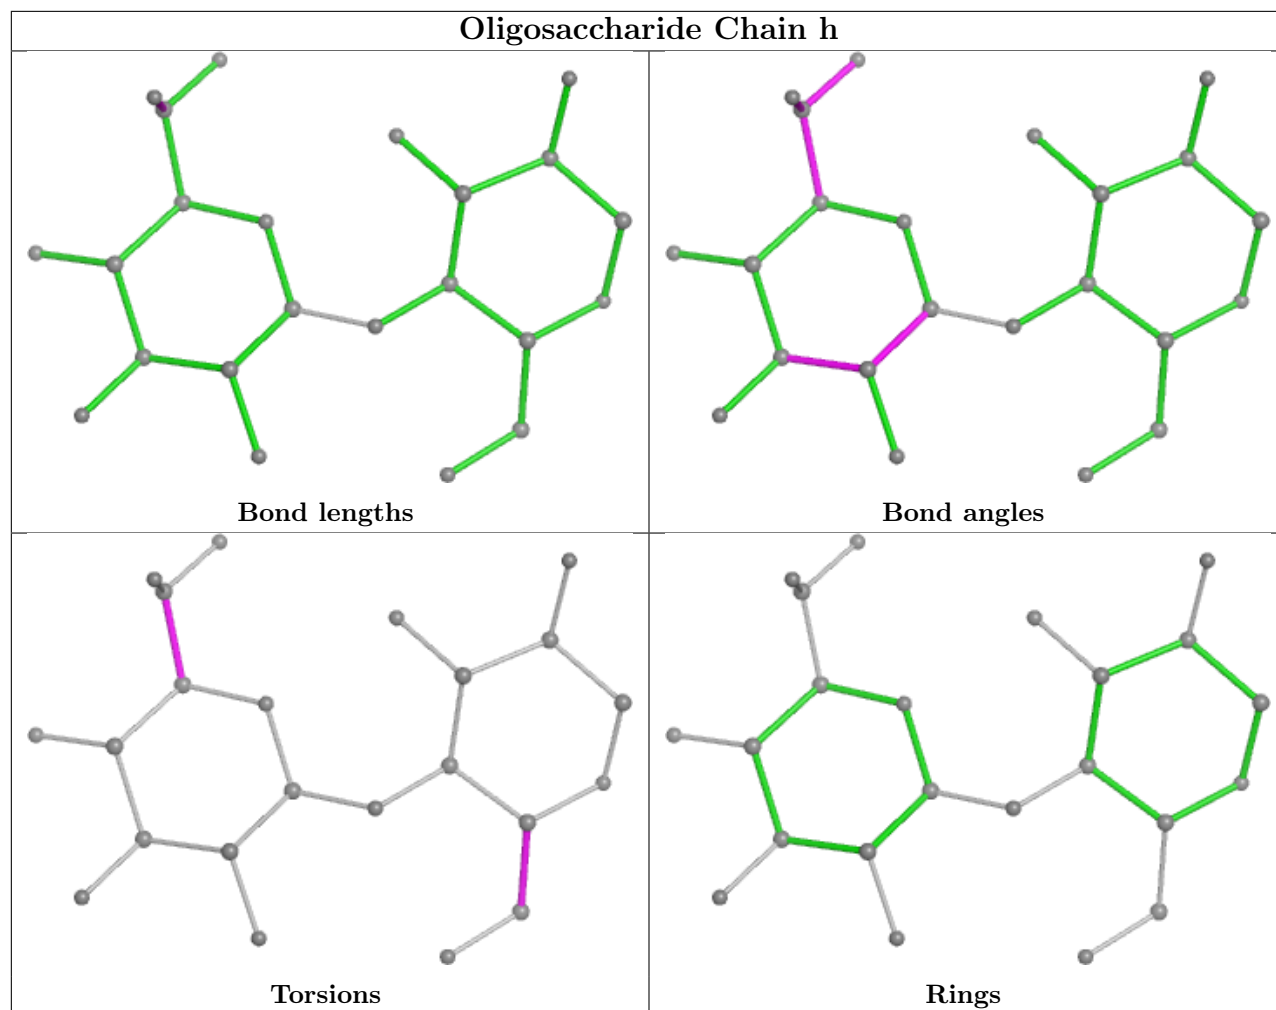 Oligosaccharide Chain h
Bond lengths
Bond angles
Torsions
Rings